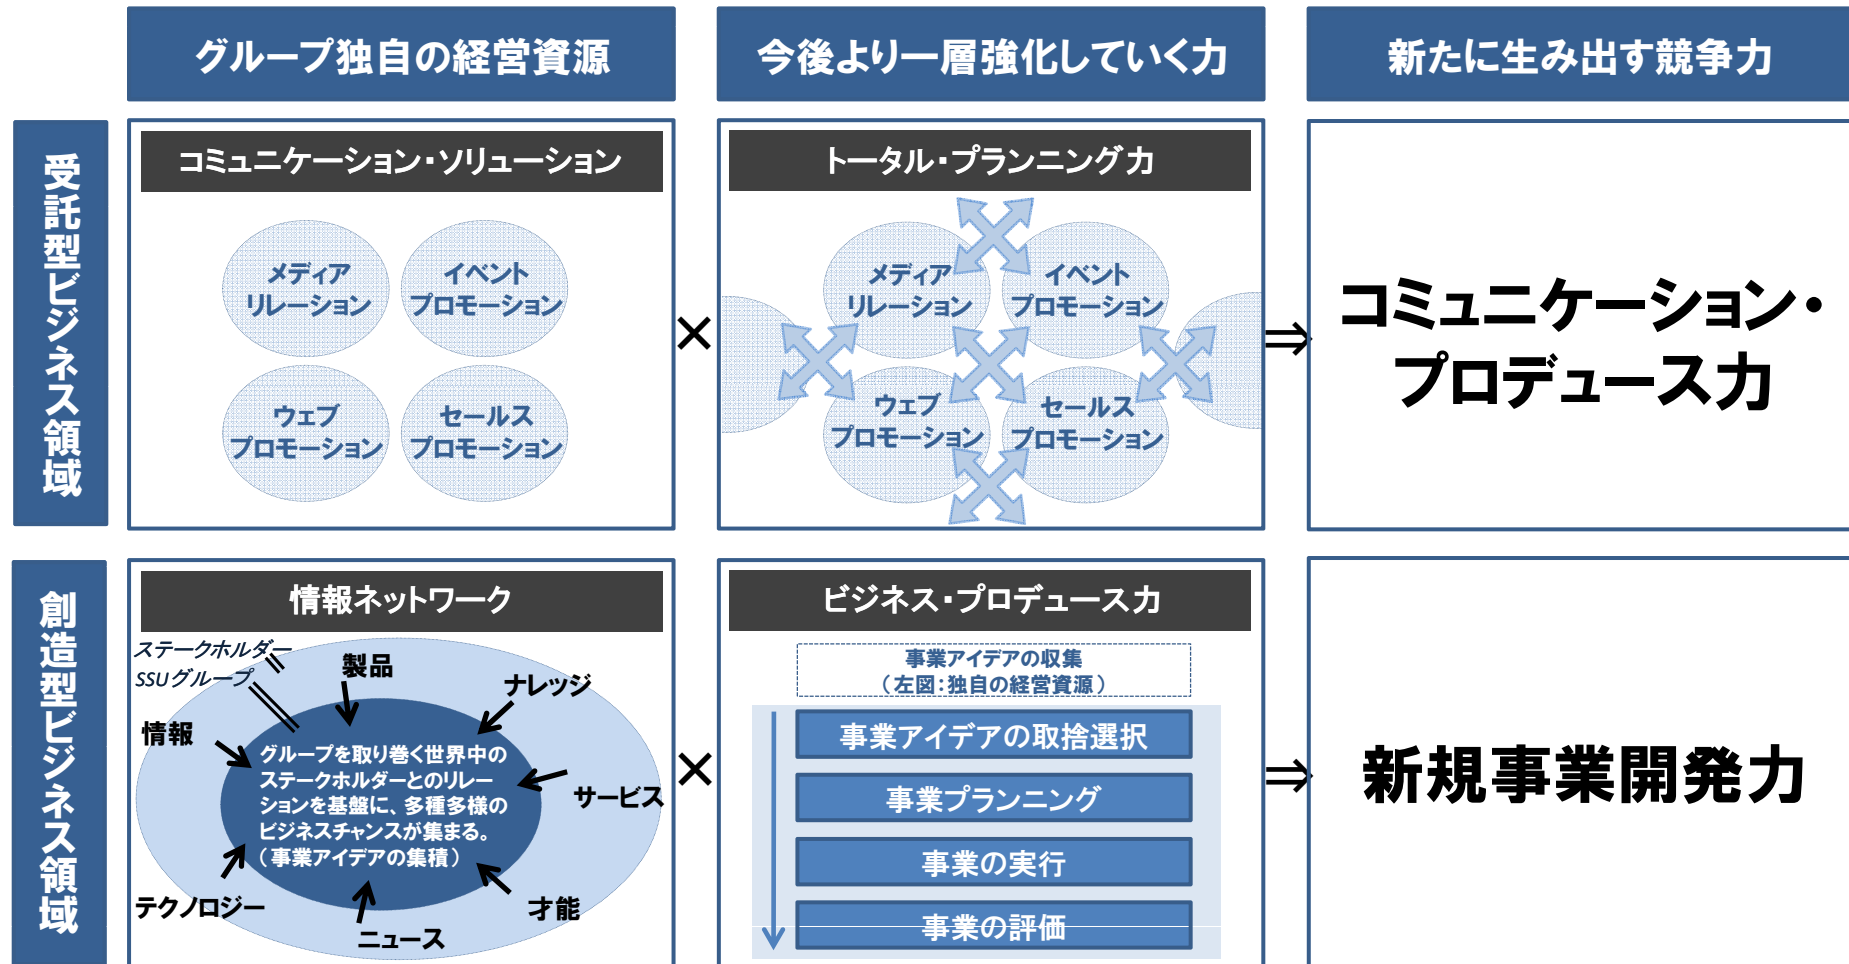 グループ独自の経営資源
今後より一層強化していく力
新たに生み出す競争力
受託型ビジネス領域
コミュニケーション・ソリューション
メディア
リレーション
イベント
プロモーション
ウェブ
プロモーション
セールス
プロモーション
×
トータル・プランニング力
メディア
リレーション
イベント
プロモーション
ウェブ
プロモーション
セールス
プロモーション
⇒
コミュニケーション・
プロデュース力
創造型ビジネス領域
情報ネットワーク
ステークホルダー
SSUグループ
製品
ナレッジ
情報
サービス
グループを取り巻く世界中の
ステークホルダーとのリレー
ションを基盤に、多種多様の
ビジネスチャンスが集まる。
（事業アイデアの集積）
テクノロジー
才能
ニュース
×
ビジネス・プロデュース力
事業アイデアの収集
（左図：独自の経営資源）
事業アイデアの取捨選択
事業プランニング
事業の実行
事業の評価
⇒
新規事業開発力